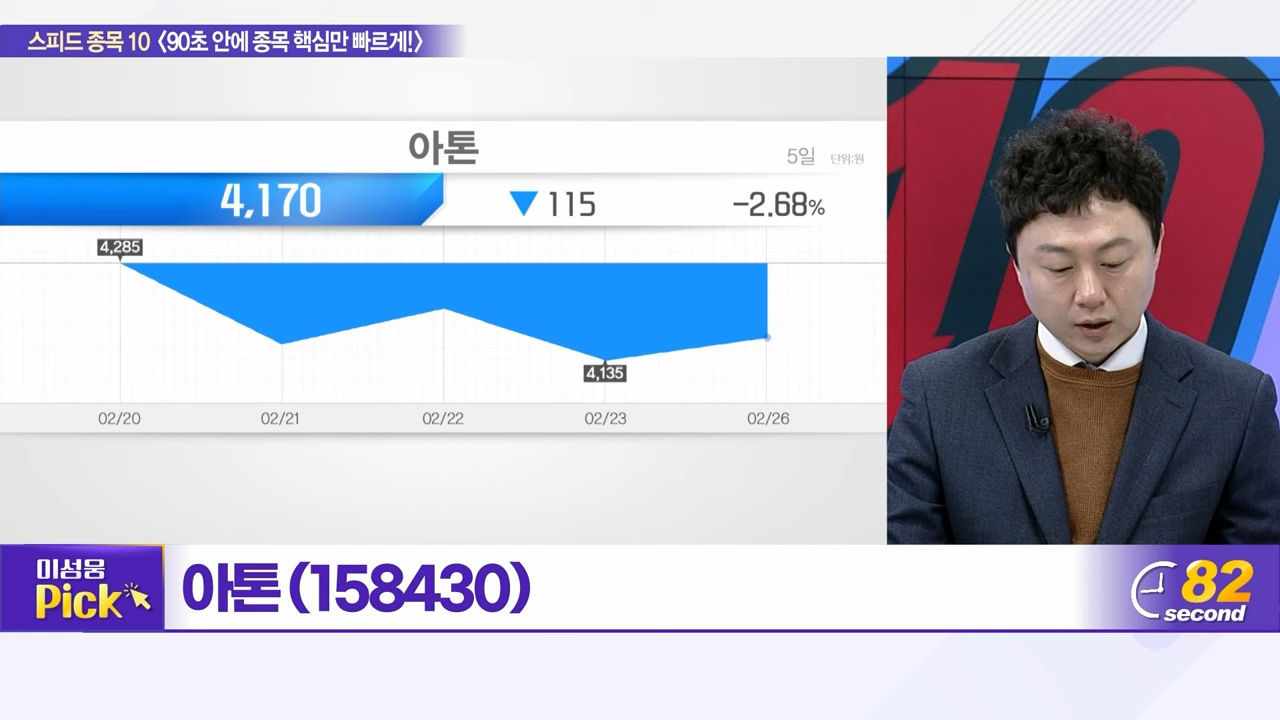 스피드 종목 10 〈90초 안에 종목 핵심만 빠르게!〉
10
아톤
5일 단위:원
4,170 ▼ 115 -2.68%
4,285
4,135
02/20 02/21 02/22 02/23 02/26
이성웅
Pick
아톤(158430)
82
second